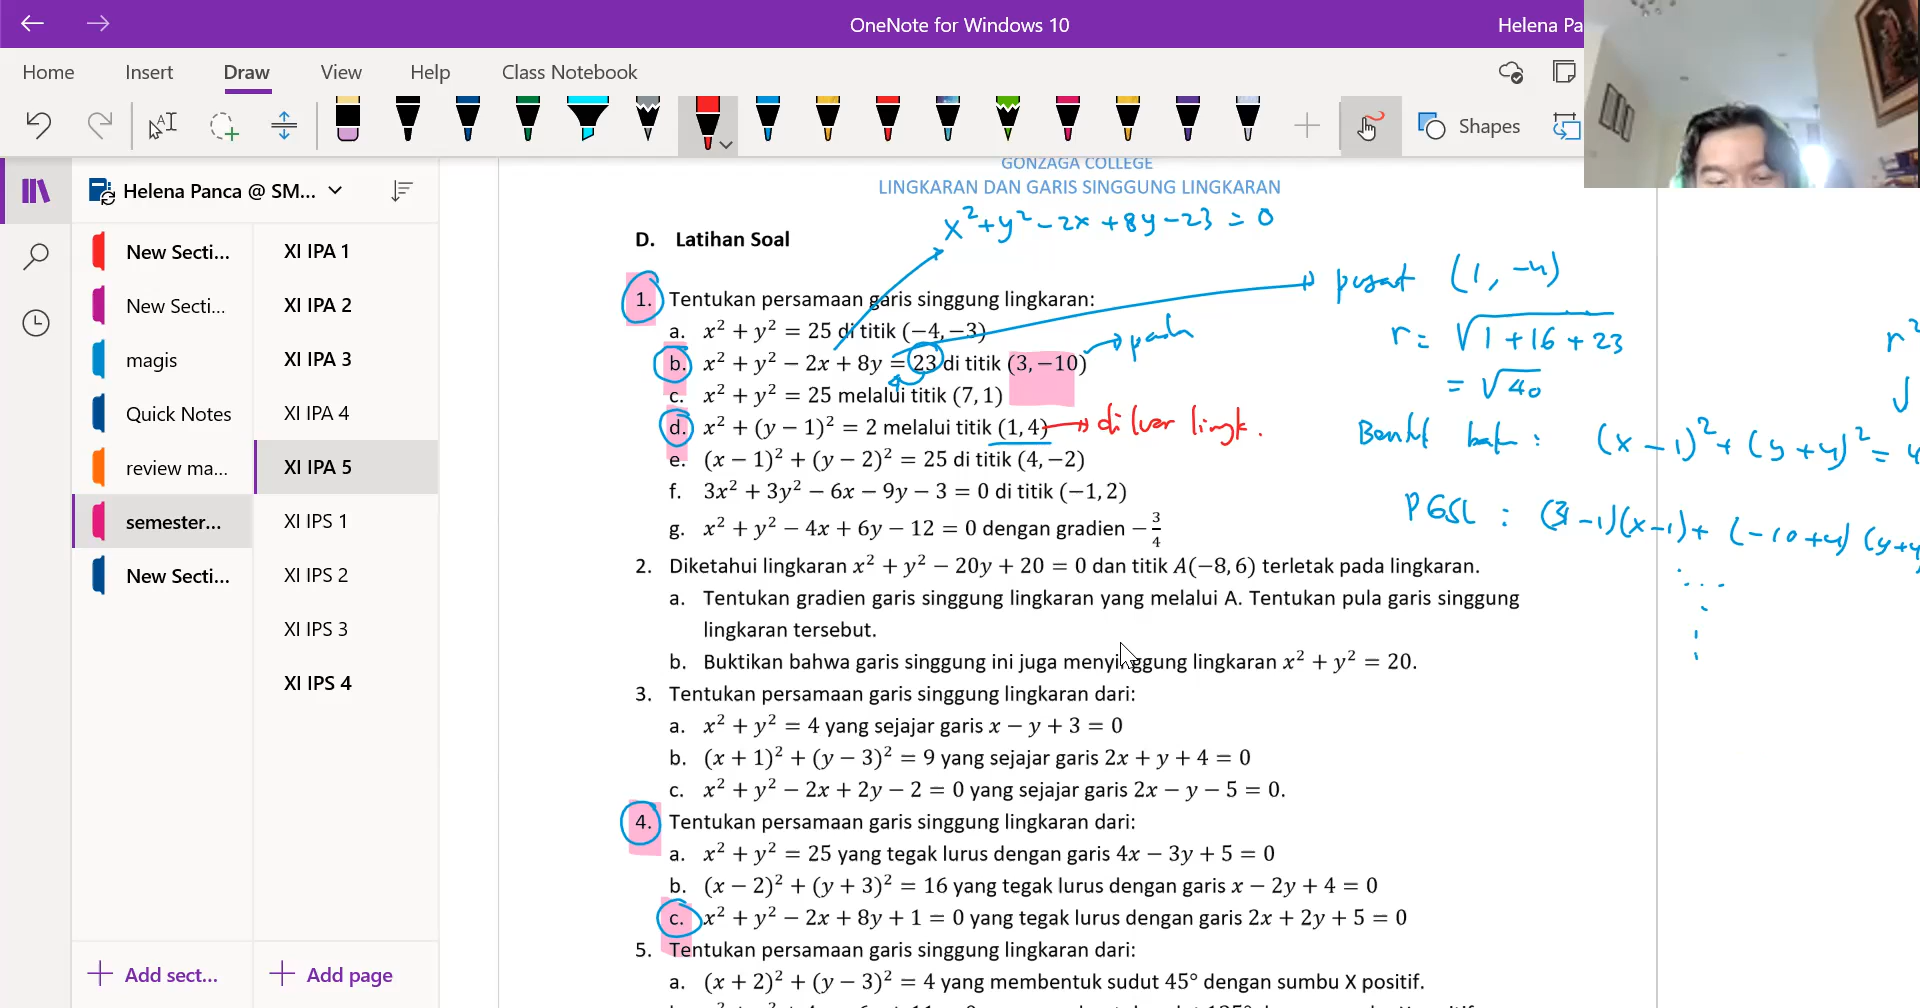 OneNote for Windows 10
Helena Pa
Home Insert Draw View Help Class Notebook
Shapes
Helena Panca @ SM...
New Secti...
New Secti...
magis
Quick Notes
review ma...
semester...
New Secti...
XI IPA 1
XI IPA 2
XI IPA 3
XI IPA 4
XI IPA 5
XI IPS 1
XI IPS 2
XI IPS 3
XI IPS 4
Add sect...
Add page
GONZAGA COLLEGE
LINGKARAN DAN GARIS SINGGUNG LINGKARAN
x² + y² - 2x + 8y - 23 = 0
D. Latihan Soal
1. Tentukan persamaan garis singgung lingkaran:
a. x² + y² = 25 di titik (−4, −3)
b. x² + y² − 2x + 8y = 23 di titik (3, −10)
c. x² + y² = 25 melalui titik (7, 1)
d. x² + (y − 1)² = 2 melalui titik (1, 4)
e. (x − 1)² + (y − 2)² = 25 di titik (4, −2)
f. 3x² + 3y² − 6x − 9y − 3 = 0 di titik (−1, 2)
g. x² + y² − 4x + 6y − 12 = 0 dengan gradien −3/4
2. Diketahui lingkaran x² + y² − 20y + 20 = 0 dan titik A(−8, 6) terletak pada lingkaran.
a. Tentukan gradien garis singgung lingkaran yang melalui A. Tentukan pula garis singgung
lingkaran tersebut.
b. Buktikan bahwa garis singgung ini juga menyinggung lingkaran x² + y² = 20.
3. Tentukan persamaan garis singgung lingkaran dari:
a. x² + y² = 4 yang sejajar garis x − y + 3 = 0
b. (x + 1)² + (y − 3)² = 9 yang sejajar garis 2x + y + 4 = 0
c. x² + y² − 2x + 2y − 2 = 0 yang sejajar garis 2x − y − 5 = 0.
4. Tentukan persamaan garis singgung lingkaran dari:
a. x² + y² = 25 yang tegak lurus dengan garis 4x − 3y + 5 = 0
b. (x − 2)² + (y + 3)² = 16 yang tegak lurus dengan garis x − 2y + 4 = 0
c. x² + y² − 2x + 8y + 1 = 0 yang tegak lurus dengan garis 2x + 2y + 5 = 0
5. Tentukan persamaan garis singgung lingkaran dari:
a. (x + 2)² + (y − 3)² = 4 yang membentuk sudut 45° dengan sumbu X positif.
pada
di luar lingk.
pusat (1, -4)
r = √1 + 16 + 23
= √40
r²
√
(x - 1)² + (y + 4)² = 4
PGSL : (3 - 1)(x - 1) + (-10 + 4)(y + 4